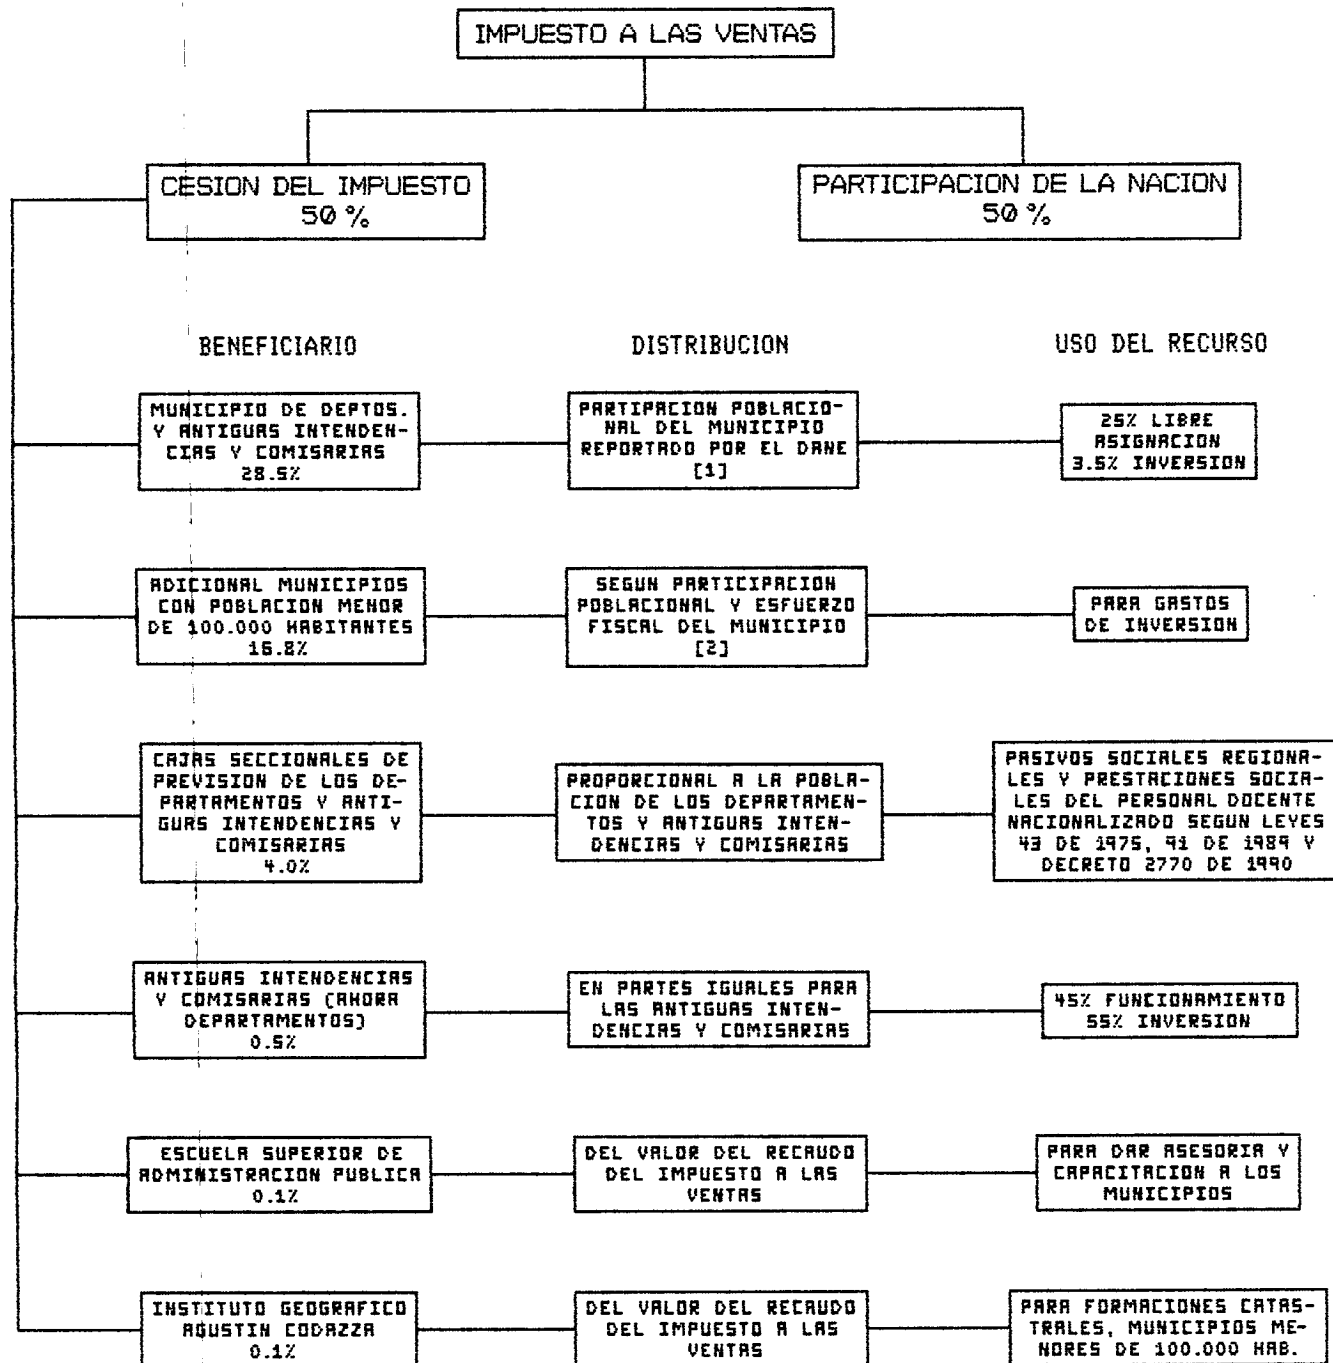 IMPUESTO A LAS VENTAS
CESION DEL IMPUESTO
50 %
PARTICIPACION DE LA NACION
50 %
BENEFICIARIO
DISTRIBUCION
USO DEL RECURSO
MUNICIPIO DE DEPTOS.
Y ANTIGUAS INTENDEN-
CIAS Y COMISARIAS
28.5%
PARTIPACION POBLACIO-
NAL DEL MUNICIPIO
REPORTADO POR EL DANE
[1]
25% LIBRE
ASIGNACION
3.5% INVERSION
ADICIONAL MUNICIPIOS
CON POBLACION MENOR
DE 100.000 HABITANTES
16.8%
SEGUN PARTICIPACION
POBLACIONAL Y ESFUERZO
FISCAL DEL MUNICIPIO
[2]
PARA GASTOS
DE INVERSION
CAJAS SECCIONALES DE
PREVISION DE LOS DE-
PARTAMENTOS Y ANTI-
GUAS INTENDENCIAS Y
COMISARIAS
4.0%
PROPORCIONAL A LA POBLA-
CION DE LOS DEPARTAMEN-
TOS Y ANTIGUAS INTEN-
DENCIAS Y COMISARIAS
PASIVOS SOCIALES REGIONA-
LES Y PRESTACIONES SOCIA-
LES DEL PERSONAL DOCENTE
NACIONALIZADO SEGUN LEYES
43 DE 1975, 91 DE 1989 Y
DECRETO 2770 DE 1990
ANTIGUAS INTENDENCIAS
Y COMISARIAS (AHORA
DEPARTAMENTOS)
0.5%
EN PARTES IGUALES PARA
LAS ANTIGUAS INTEN-
DENCIAS Y COMISARIAS
45% FUNCIONAMIENTO
55% INVERSION
ESCUELA SUPERIOR DE
ADMINISTRACION PUBLICA
0.1%
DEL VALOR DEL RECAUDO
DEL IMPUESTO A LAS
VENTAS
PARA DAR ASESORIA Y
CAPACITACION A LOS
MUNICIPIOS
INSTITUTO GEOGRAFICO
AGUSTIN CODAZZA
0.1%
DEL VALOR DEL RECAUDO
DEL IMPUESTO A LAS
VENTAS
PARA FORMACIONES CATAS-
TRALES, MUNICIPIOS ME-
NORES DE 100.000 HAB.